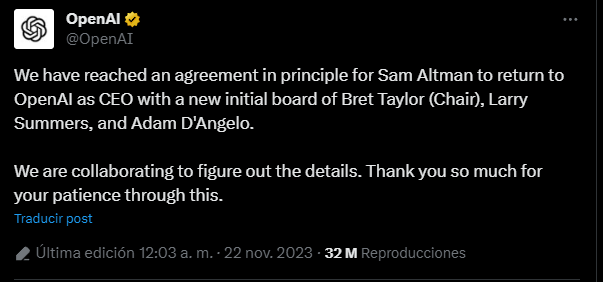 OpenAI
@OpenAI
We have reached an agreement in principle for Sam Altman to return to
OpenAI as CEO with a new initial board of Bret Taylor (Chair), Larry
Summers, and Adam D'Angelo.
We are collaborating to figure out the details. Thank you so much for
your patience through this.
Traducir post
Última edición 12:03 a. m. · 22 nov. 2023 · 32 M Reproducciones